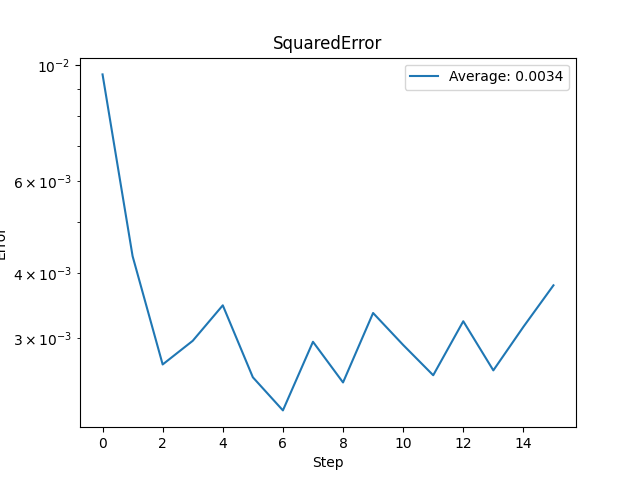 SquaredError
Average: 0.0034
10⁻²
6 × 10⁻³
4 × 10⁻³
3 × 10⁻³
Error
0 2 4 6 8 10 12 14
Step